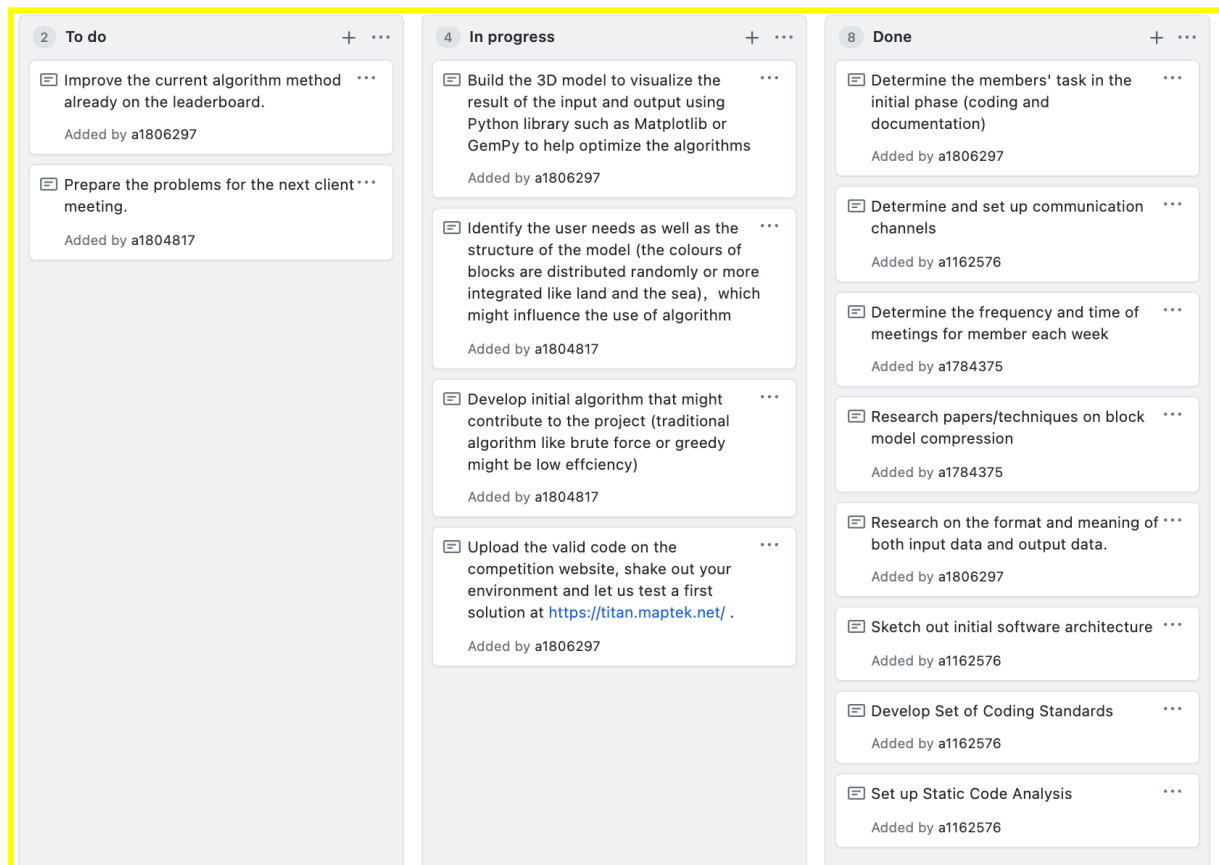 2 To do
Improve the current algorithm method
already on the leaderboard.
Added by a1806297
Prepare the problems for the next client
meeting.
Added by a1804817
4 In progress
Build the 3D model to visualize the
result of the input and output using
Python library such as Matplotlib or
GemPy to help optimize the algorithms
Added by a1806297
Identify the user needs as well as the
structure of the model (the colours of
blocks are distributed randomly or more
integrated like land and the sea)，which
might influence the use of algorithm
Added by a1804817
Develop initial algorithm that might
contribute to the project (traditional
algorithm like brute force or greedy
might be low effciency)
Added by a1804817
Upload the valid code on the
competition website, shake out your
environment and let us test a first
solution at https://titan.maptek.net/ .
Added by a1806297
8 Done
Determine the members' task in the
initial phase (coding and
documentation)
Added by a1806297
Determine and set up communication
channels
Added by a1162576
Determine the frequency and time of
meetings for member each week
Added by a1784375
Research papers/techniques on block
model compression
Added by a1784375
Research on the format and meaning of
both input data and output data.
Added by a1806297
Sketch out initial software architecture
Added by a1162576
Develop Set of Coding Standards
Added by a1162576
Set up Static Code Analysis
Added by a1162576